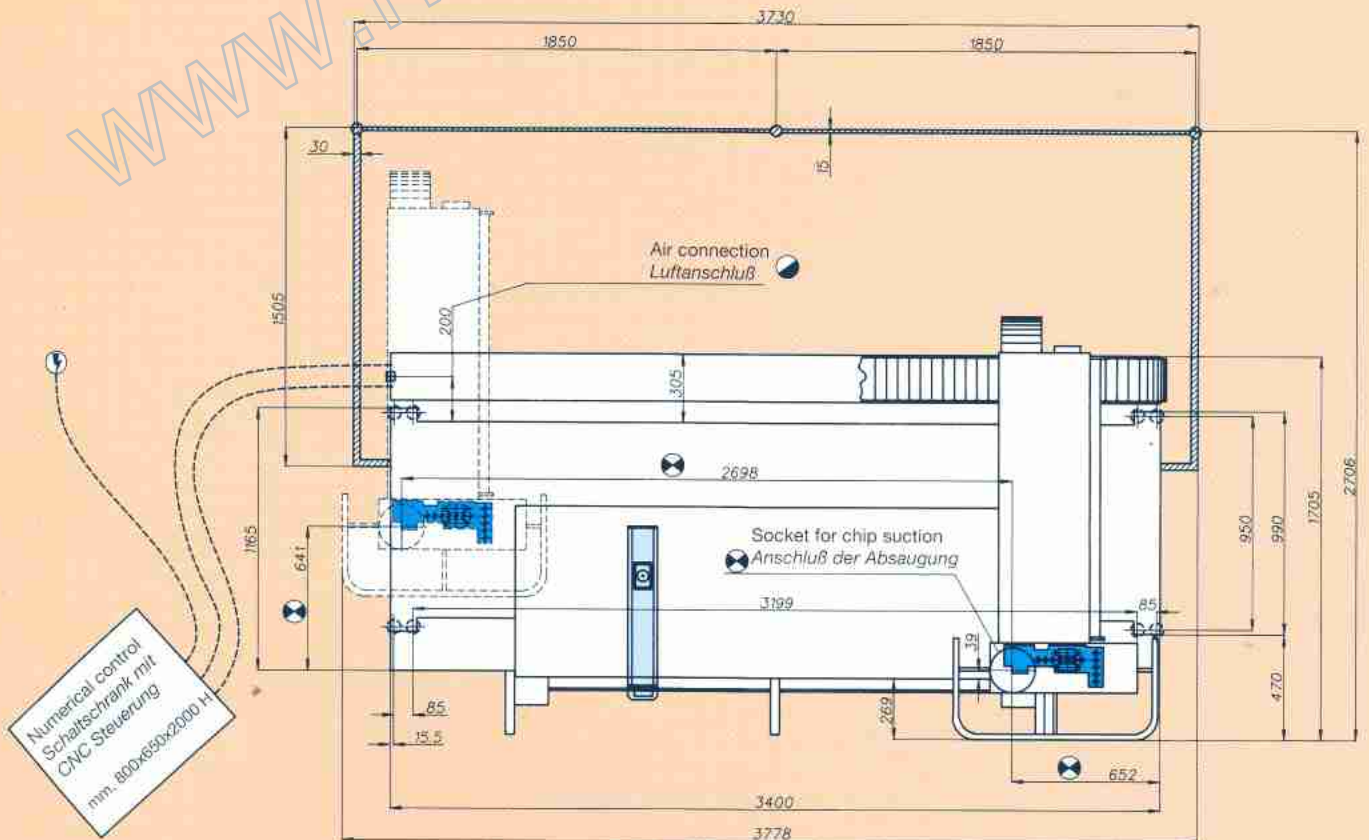 www.
3730
1850
1850
30
15
1505
Air connection
Luftanschluß
200
305
2698
1165
641
Socket for chip suction
Anschluß der Absaugung
3199
85
39
950
990
1705
2706
470
269
85
15.5
652
3400
3778
Numerical control
Schaltschrank mit
CNC Steuerung
mm. 800x650x2000 H